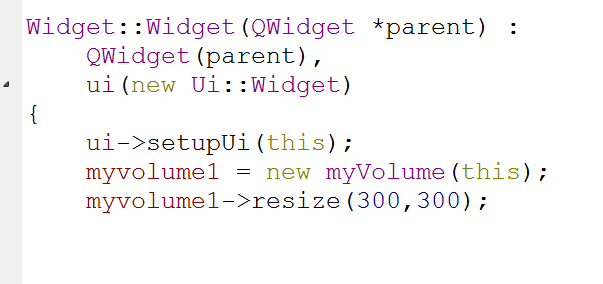 Widget::Widget(QWidget *parent) :
    QWidget(parent),
    ui(new Ui::Widget)
{
    ui->setupUi(this);
    myvolume1 = new myVolume(this);
    myvolume1->resize(300,300);